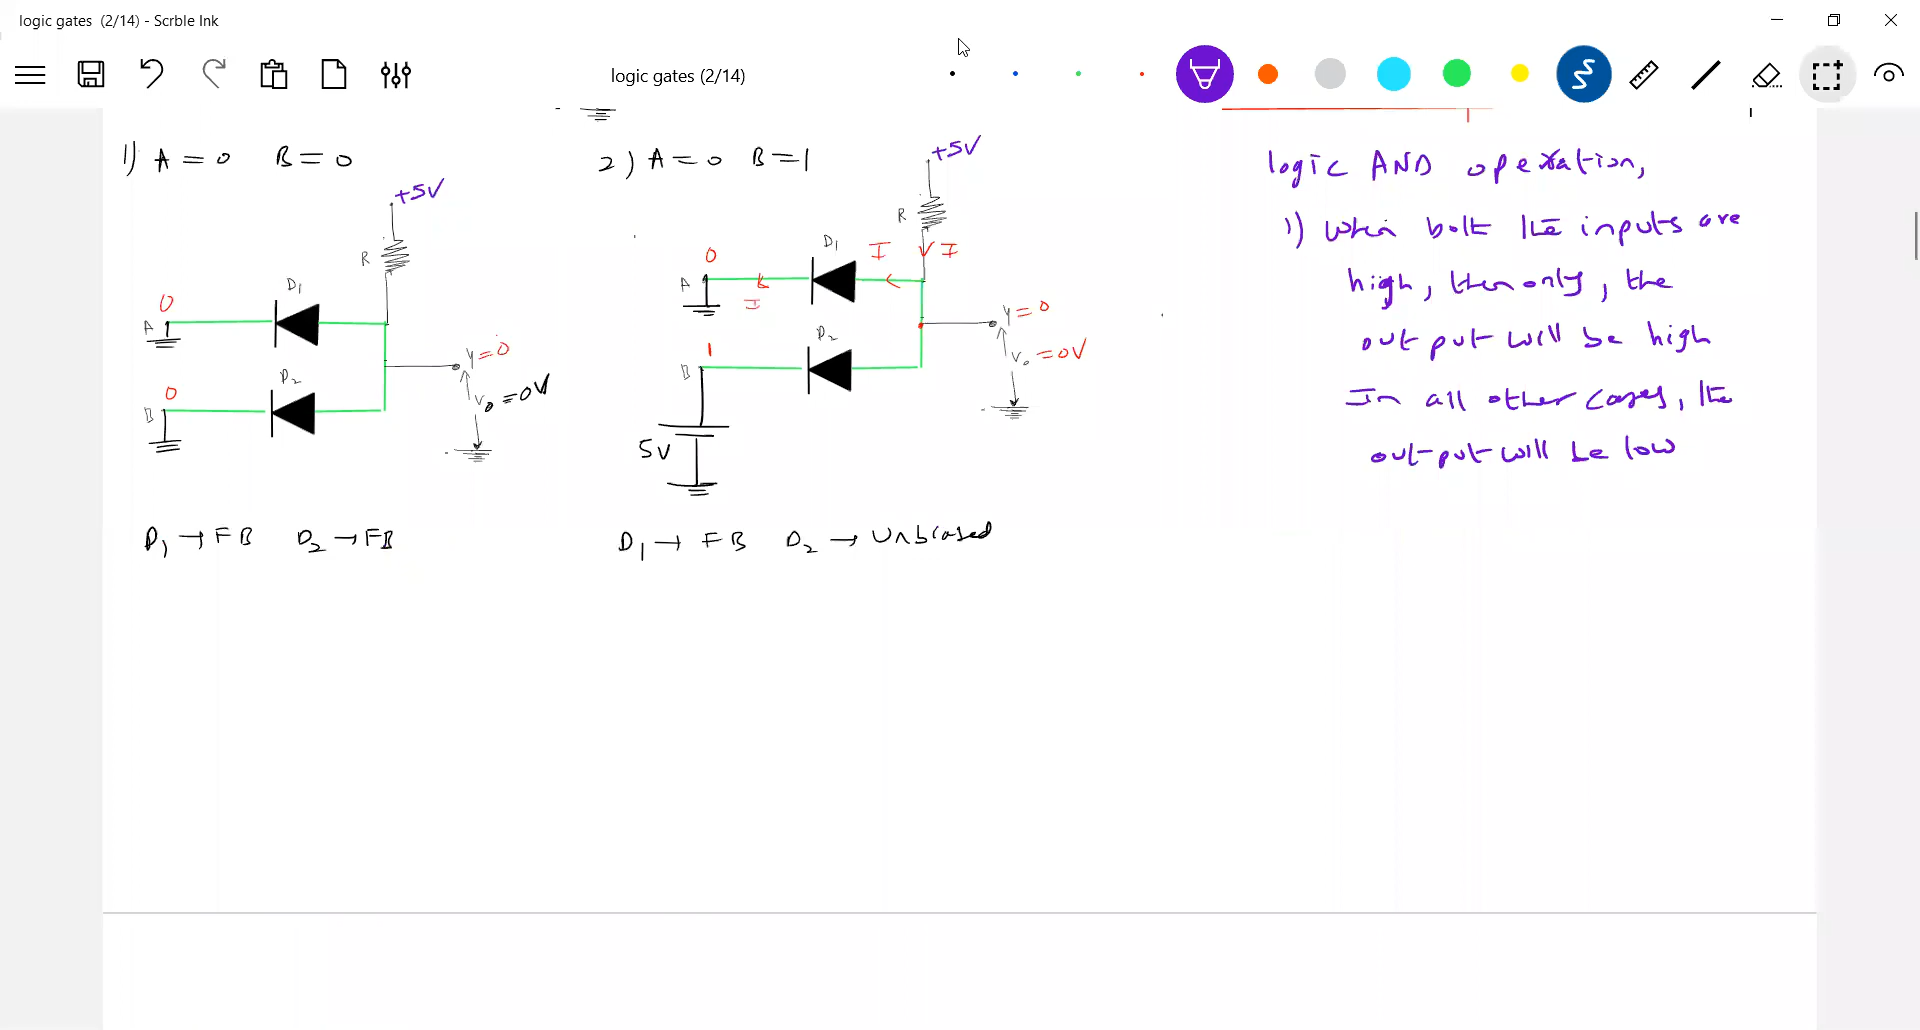 logic gates (2/14) - Scrble Ink
logic gates (2/14)
1) A = 0 B = 0
+5V
R
D1
0
A
Y = 0
D2
V0 = 0V
0
B
D1 → FB D2 → FB
2) A = 0 B = 1
+5V
R
D1
I
I
0
A
I
Y = 0
D2
V0 = 0V
1
B
5V
D1 → FB D2 → Unbiased
logic AND operation,
1) When both the inputs are
high, then only, the
output will be high
In all other cases, the
output will be low